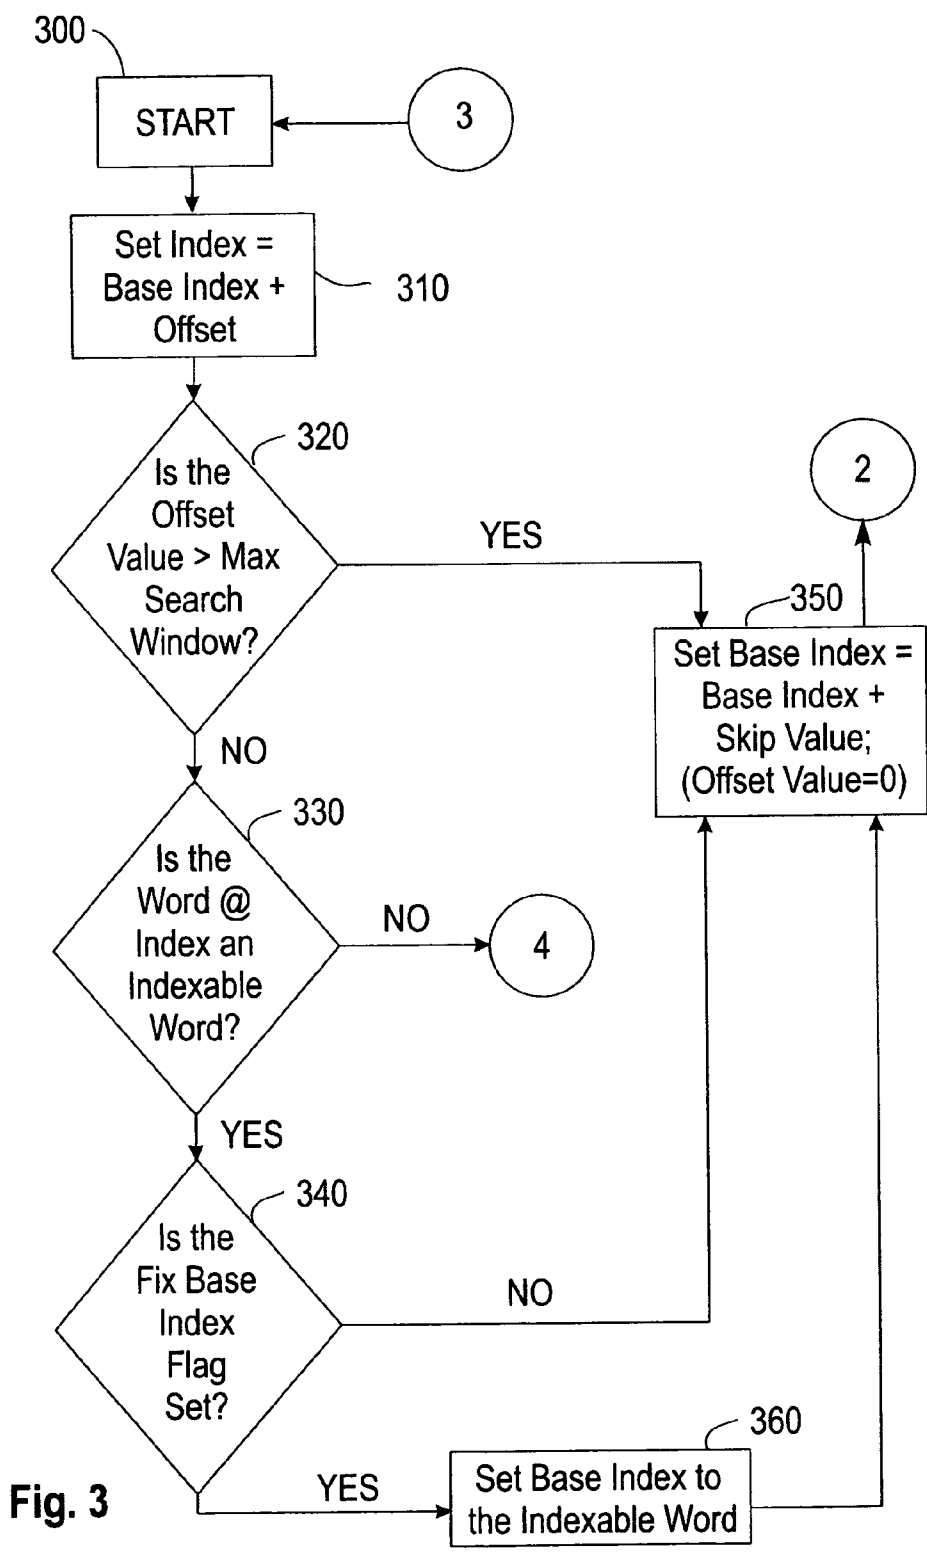 300
START
3
Set Index =
Base Index +
Offset
310
320
Is the
Offset
Value > Max
Search
Window?
YES
2
350
Set Base Index =
Base Index +
Skip Value;
(Offset Value=0)
NO
330
Is the
Word @
Index an
Indexable
Word?
NO
4
YES
340
Is the
Fix Base
Index
Flag
Set?
NO
YES
360
Set Base Index to
the Indexable Word
Fig. 3